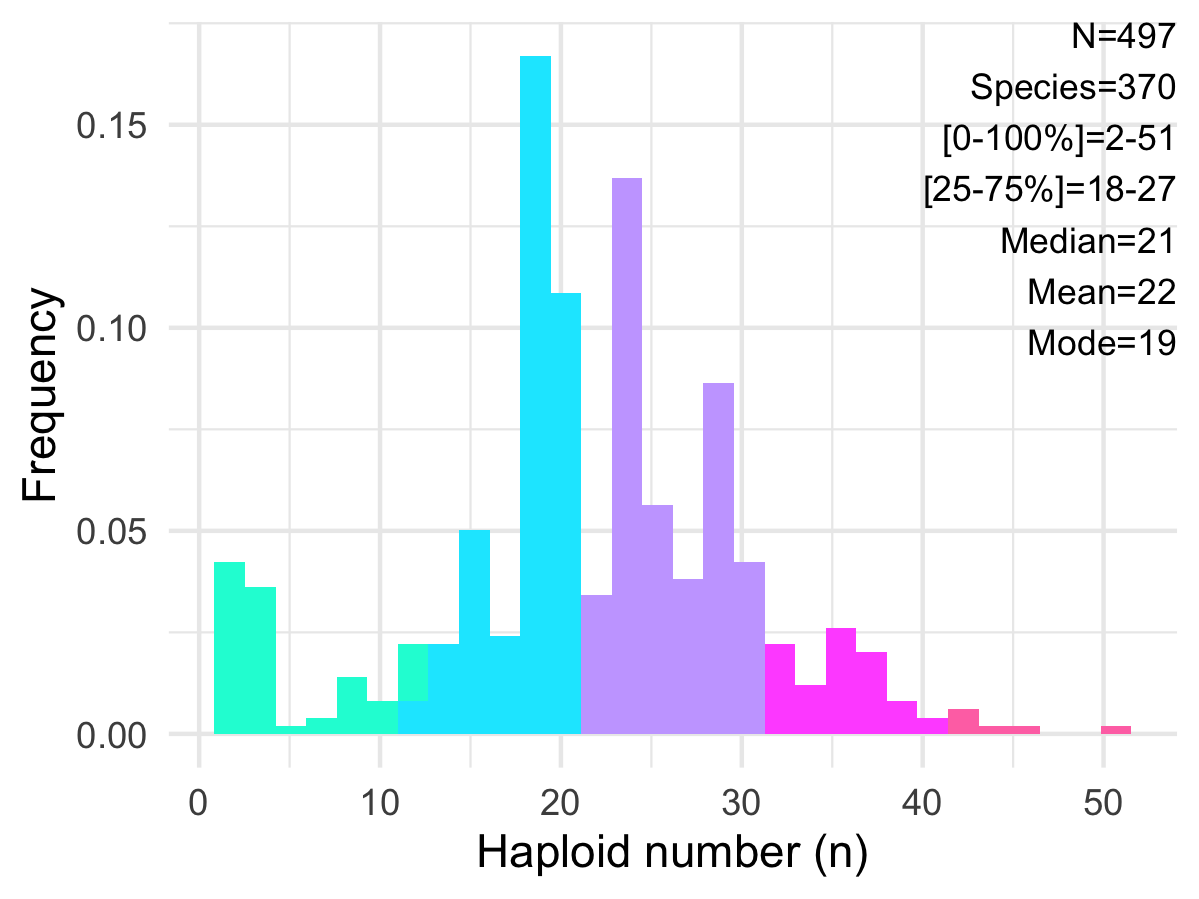 N=497
Species=370
[0-100%]=2-51
[25-75%]=18-27
Median=21
Mean=22
Mode=19
Frequency
0.15
0.10
0.05
0.00
0 10 20 30 40 50
Haploid number (n)